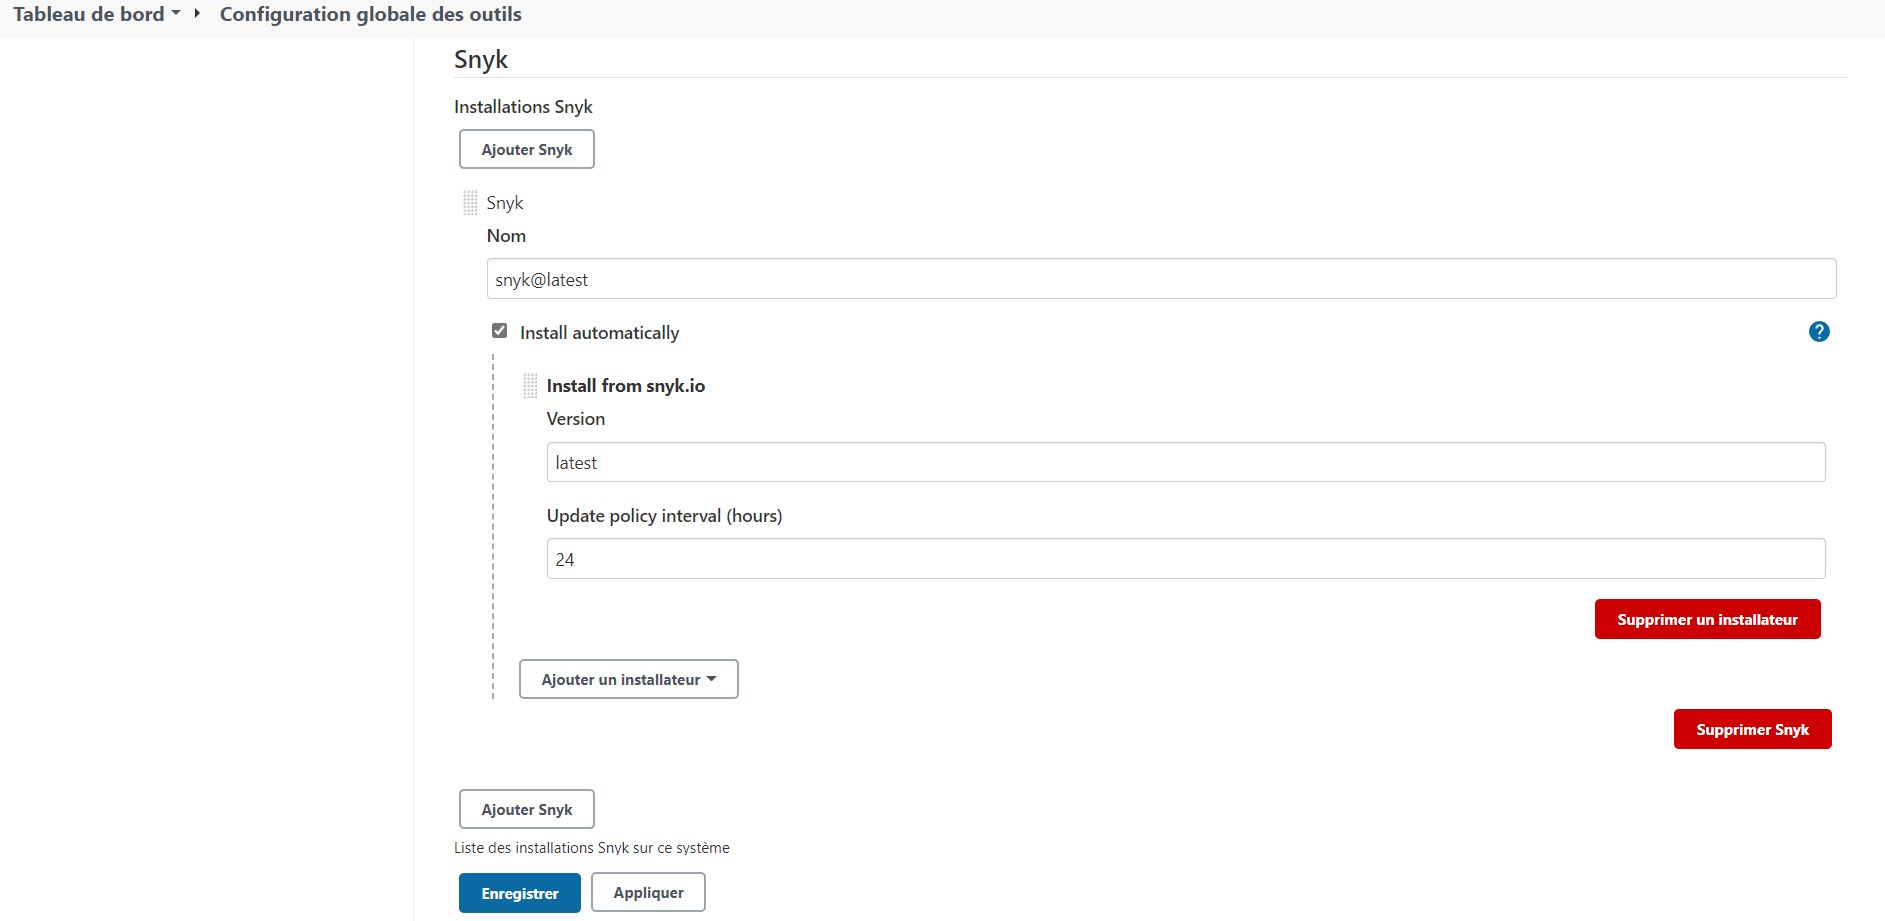 Tableau de bord Configuration globale des outils
Snyk
Installations Snyk
Ajouter Snyk
Snyk
Nom
snyk@latest
Install automatically ?
Install from snyk.io
Version
latest
Update policy interval (hours)
24
Supprimer un installateur
Ajouter un installateur
Supprimer Snyk
Ajouter Snyk
Liste des installations Snyk sur ce système
Enregistrer Appliquer